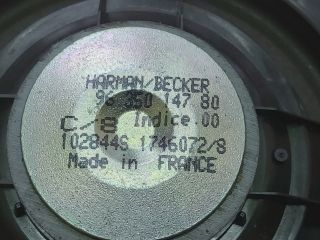 HARMAN/BECKER
96 350 147 80
C-8 Indice.00
102844S 1746072/8
Made in FRANCE